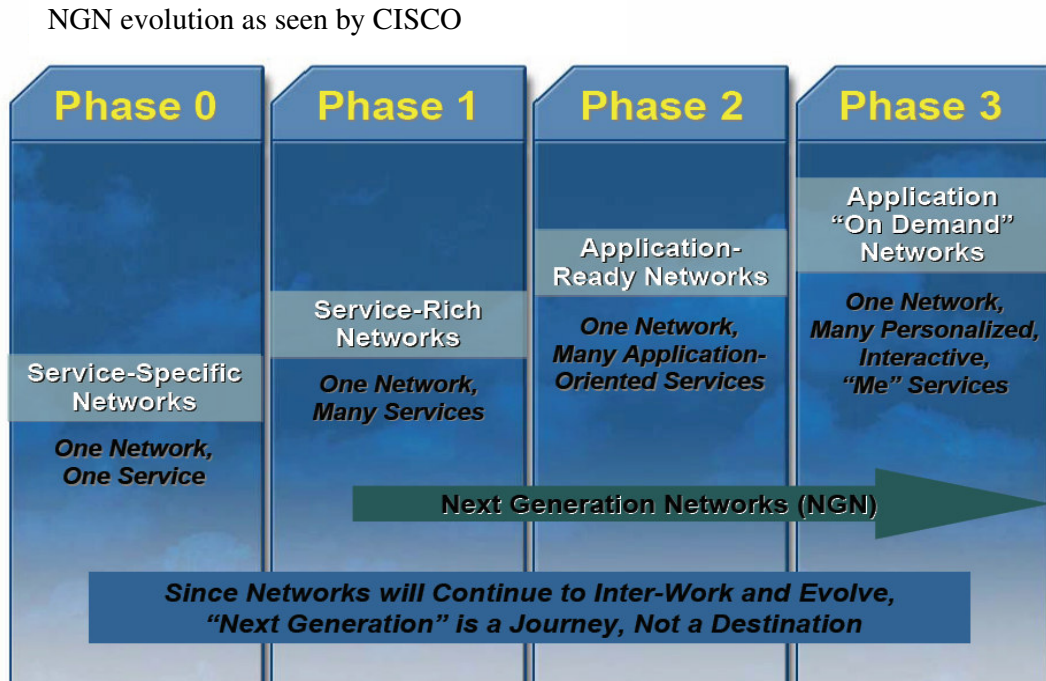 NGN evolution as seen by CISCO
Phase 0
Service-Specific
Networks
One Network,
One Service
Phase 1
Service-Rich
Networks
One Network,
Many Services
Phase 2
Application-
Ready Networks
One Network,
Many Application-
Oriented Services
Phase 3
Application
“On Demand”
Networks
One Network,
Many Personalized,
Interactive,
“Me” Services
Next Generation Networks (NGN)
Since Networks will Continue to Inter-Work and Evolve,
“Next Generation” is a Journey, Not a Destination